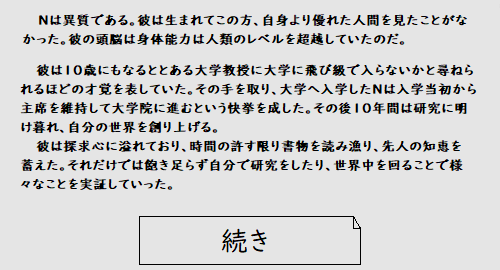 Nは異質である。彼は生まれてこの方、自身より優れた人間を見たことがな
かった。彼の頭脳は身体能力は人類のレベルを超越していたのだ。
彼は10歳にもなるととある大学教授に大学に飛び級で入らないかと尋ねら
れるほどの才覚を表していた。その手を取り、大学へ入学したNは入学当初から
主席を維持して大学院に進むという快挙を成した。その後10年間は研究に明
け暮れ、自分の世界を創り上げる。
彼は探求心に溢れており、時間の許す限り書物を読み漁り、先人の知恵を
蓄えた。それだけでは飽き足らず自分で研究をしたり、世界中を回ることで様
々なことを実証していった。
続き